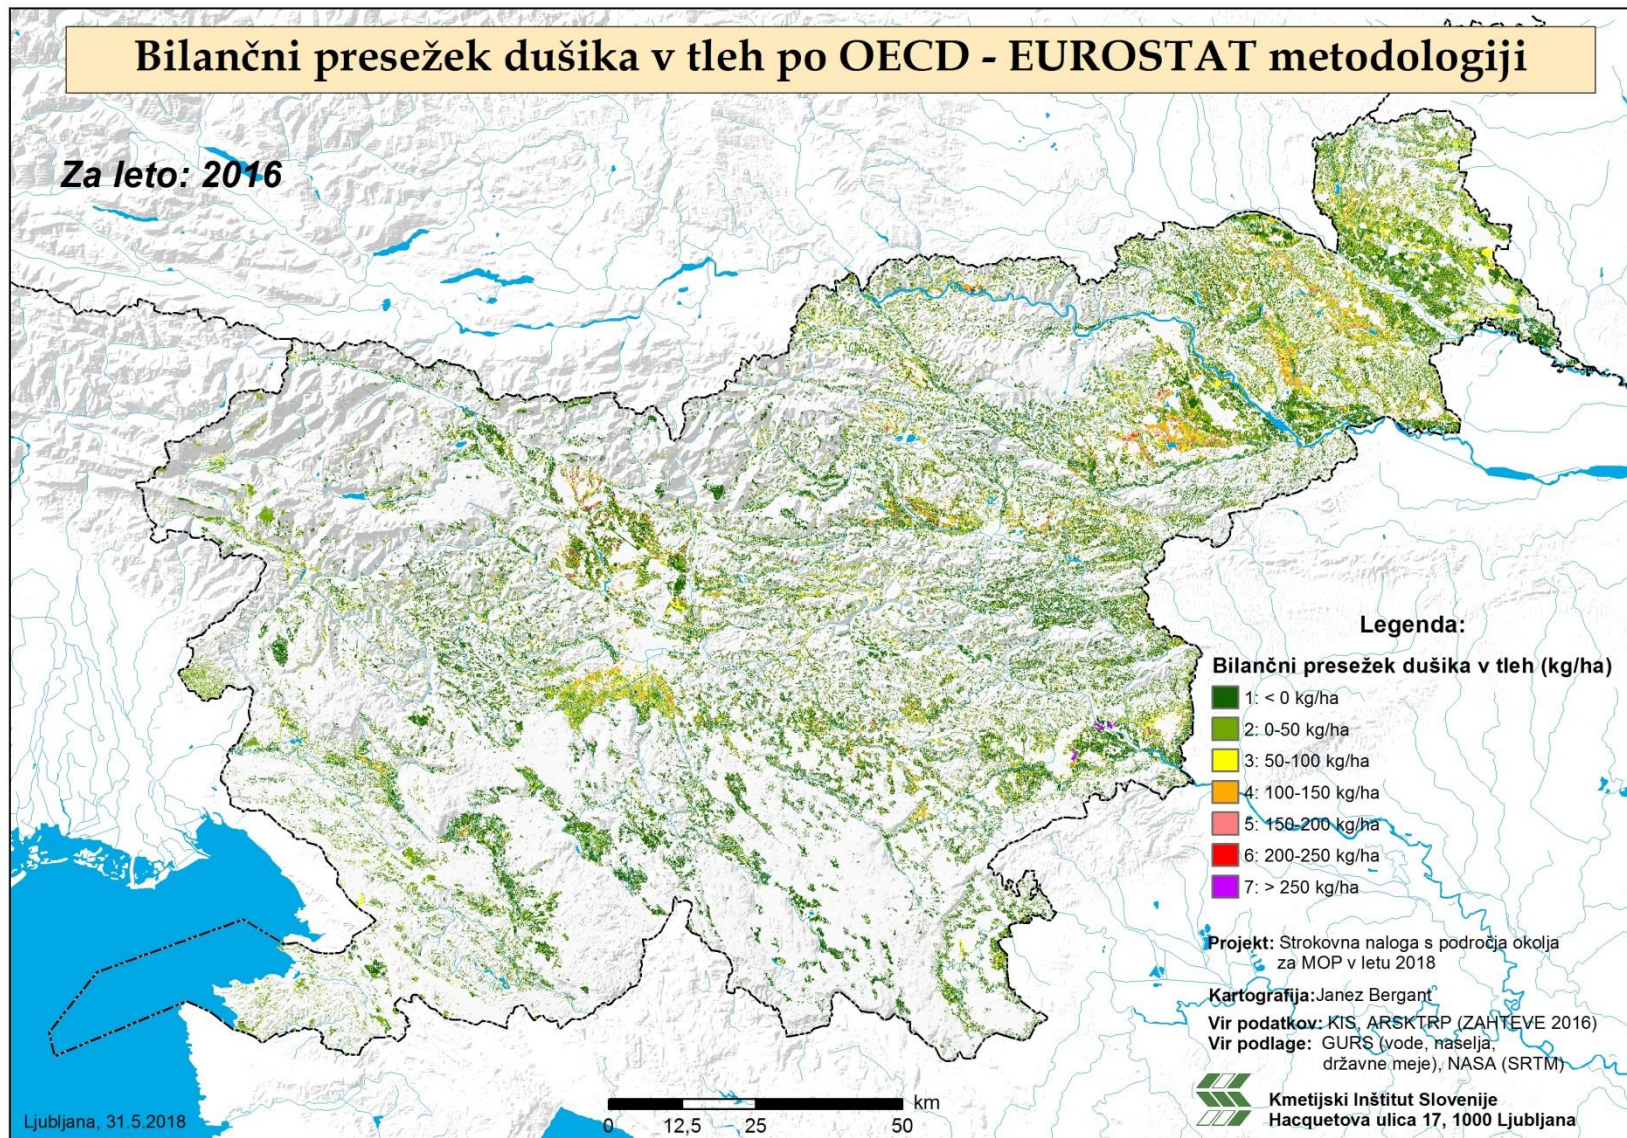 Bilančni presežek dušika v tleh po OECD - EUROSTAT metodologiji
Za leto: 2016
Legenda:
Bilančni presežek dušika v tleh (kg/ha)
1: < 0 kg/ha
2: 0-50 kg/ha
3: 50-100 kg/ha
4: 100-150 kg/ha
5: 150-200 kg/ha
6: 200-250 kg/ha
7: > 250 kg/ha
Projekt: Strokovna naloga s področja okolja
za MOP v letu 2018
Kartografija: Janez Bergant
Vir podatkov: KIS, ARSKTRP (ZAHTEVE 2016)
Vir podlage: GURS (vode, naselja,
državne meje), NASA (SRTM)
Kmetijski Inštitut Slovenije
Hacquetova ulica 17, 1000 Ljubljana
km
0 12,5 25 50
Ljubljana, 31.5.2018